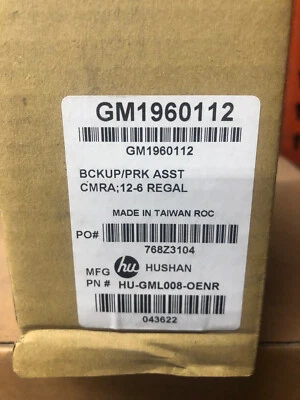 GM1960112
GM1960112
BCKUP/PRK ASST
CMRA;12-6 REGAL
MADE IN TAIWAN ROC
PO#
768Z3104
MFG hu HUSHAN
PN # HU-GML008-OENR
043622